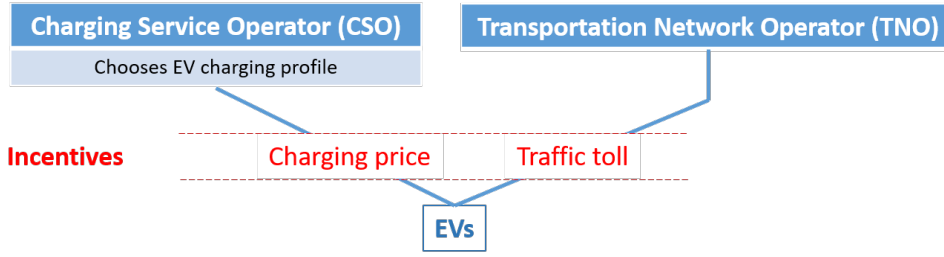 Charging Service Operator (CSO)
Transportation Network Operator (TNO)
Chooses EV charging profile
Incentives
Charging price
Traffic toll
EVs